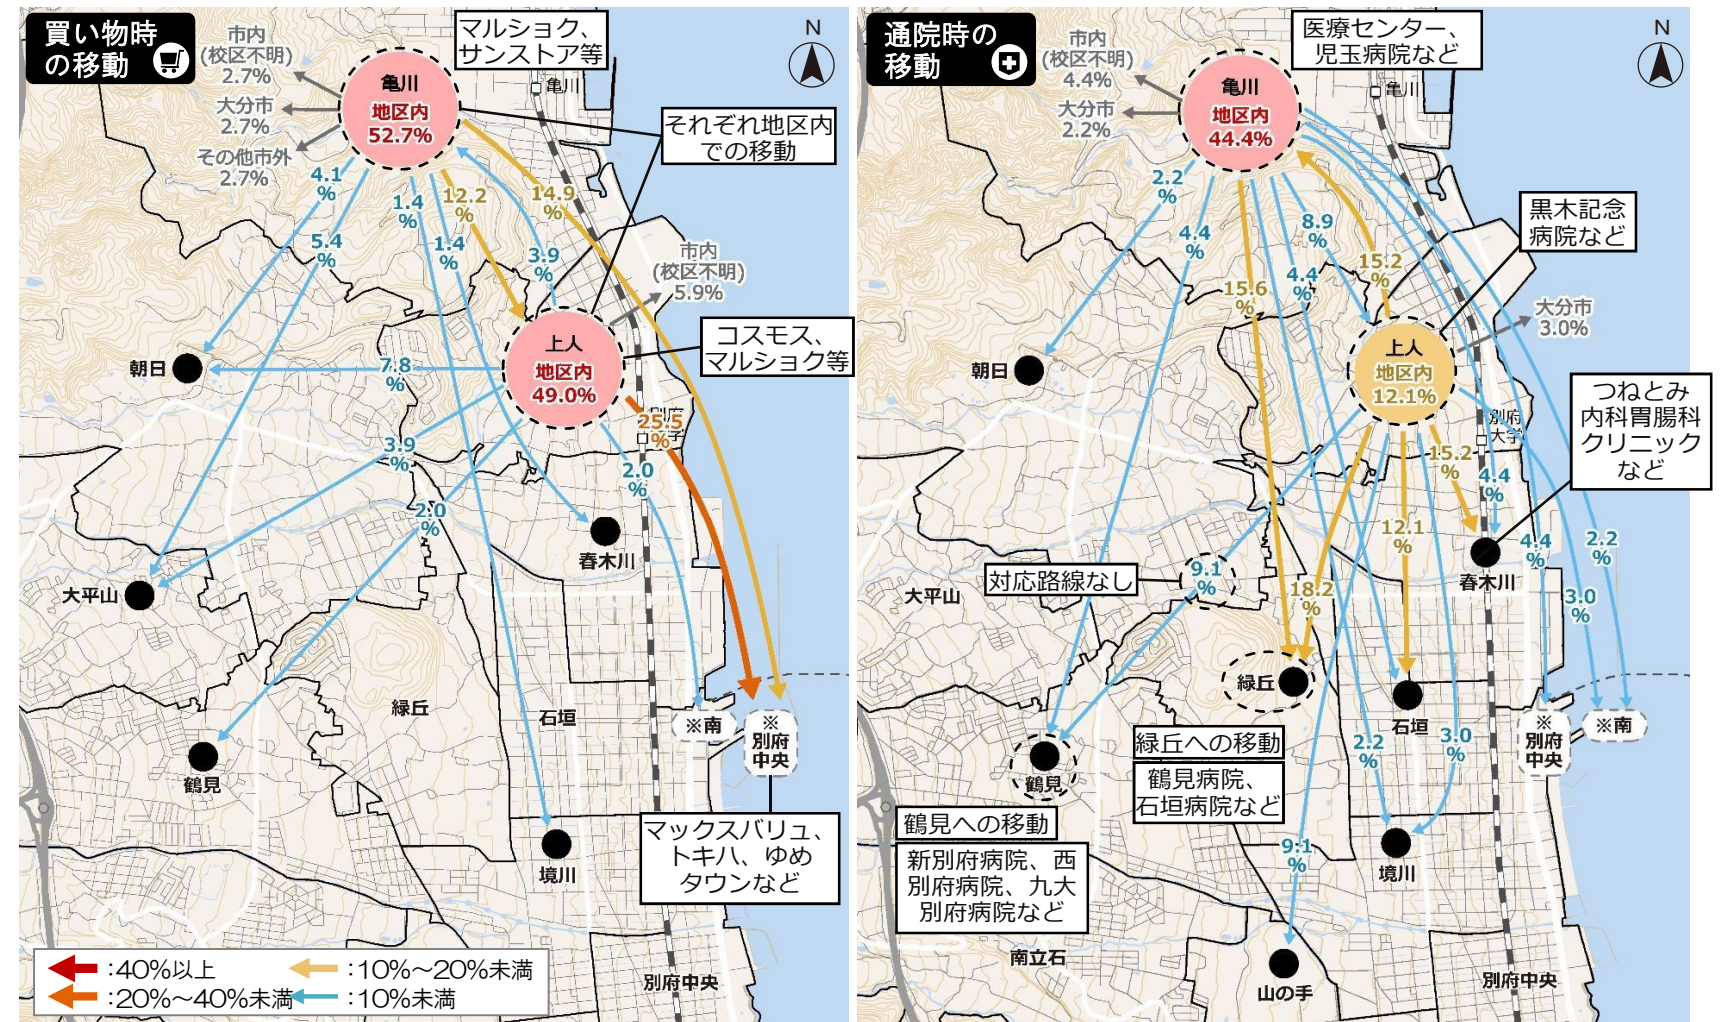 買い物時
の移動
市内
(校区不明)
2.7%
大分市
2.7%
その他市外
2.7%
マルショク、
サンストア等
N
亀川
亀川
地区内
52.7%
それぞれ地区内
での移動
4.1
%
5.4
%
1.4
%
1.4
%
12.2
%
14.9
%
3.9
%
市内
(校区不明)
5.9%
コスモス、
マルショク等
上人
地区内
49.0%
朝日
7.8
%
25.5
%
3.9
%
2.0
%
2.0
%
春木川
大平山
緑丘
石垣
※南
※
別府
中央
鶴見
マックスバリュ、
トキハ、ゆめ
タウンなど
境川
別府中央
:40%以上
:10%～20%未満
:20%～40%未満
:10%未満
通院時の
移動
市内
(校区不明)
4.4%
大分市
2.2%
医療センター、
児玉病院など
N
亀川
亀川
地区内
44.4%
2.2
%
4.4
%
15.6
%
4.4
%
8.9
%
15.2
%
黒木記念
病院など
大分市
3.0%
上人
地区内
12.1%
朝日
別府
大学
つねとみ
内科胃腸科
クリニック
など
15.2
%
4.4
%
12.1
%
4.4
%
2.2
%
春木川
対応路線なし
9.1
%
18.2
%
3.0
%
大平山
緑丘
石垣
※
別府
中央
※南
2.2
%
3.0
%
緑丘への移動
鶴見病院、
石垣病院など
鶴見
鶴見への移動
新別府病院、西
別府病院、九大
別府病院など
9.1
%
境川
南立石
山の手
別府中央